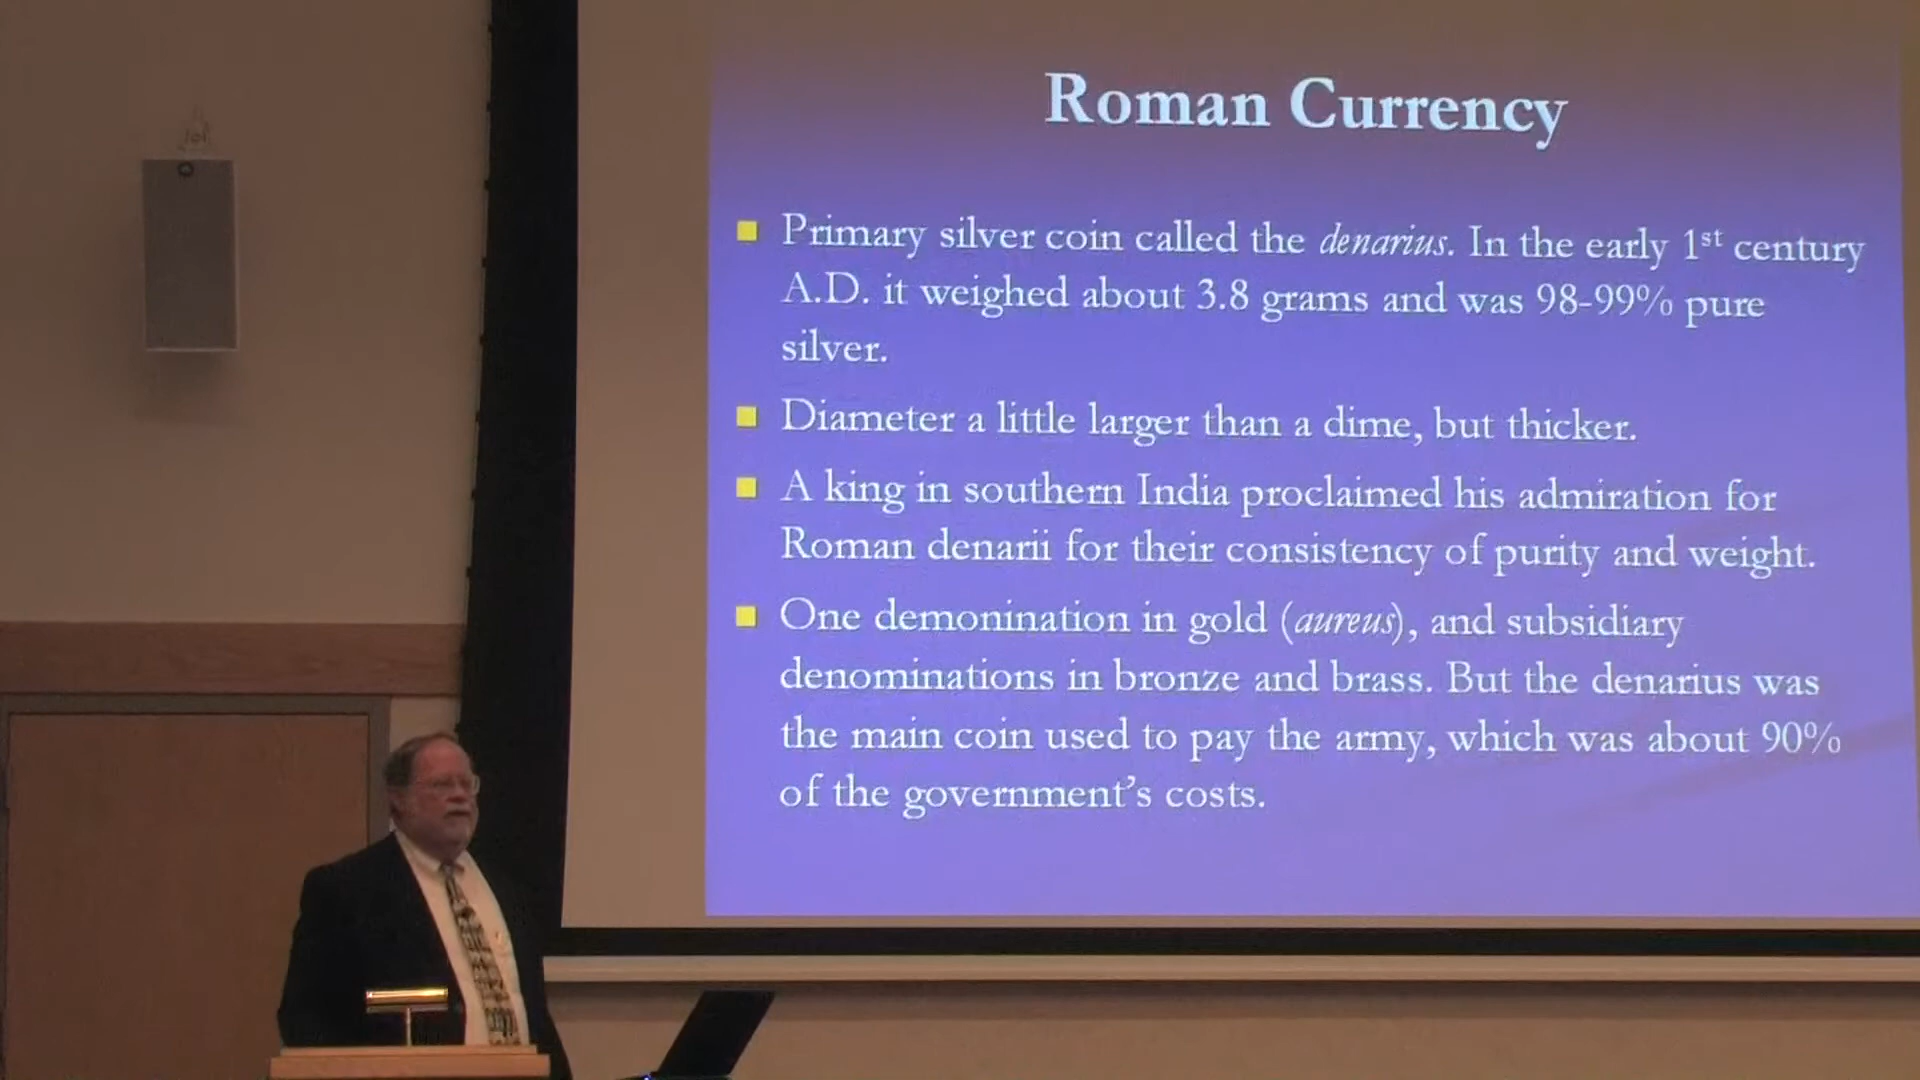 Roman Currency
Primary silver coin called the denarius. In the early 1st century
A.D. it weighed about 3.8 grams and was 98-99% pure
silver.
Diameter a little larger than a dime, but thicker.
A king in southern India proclaimed his admiration for
Roman denarii for their consistency of purity and weight.
One demonination in gold (aureus), and subsidiary
denominations in bronze and brass. But the denarius was
the main coin used to pay the army, which was about 90%
of the government’s costs.